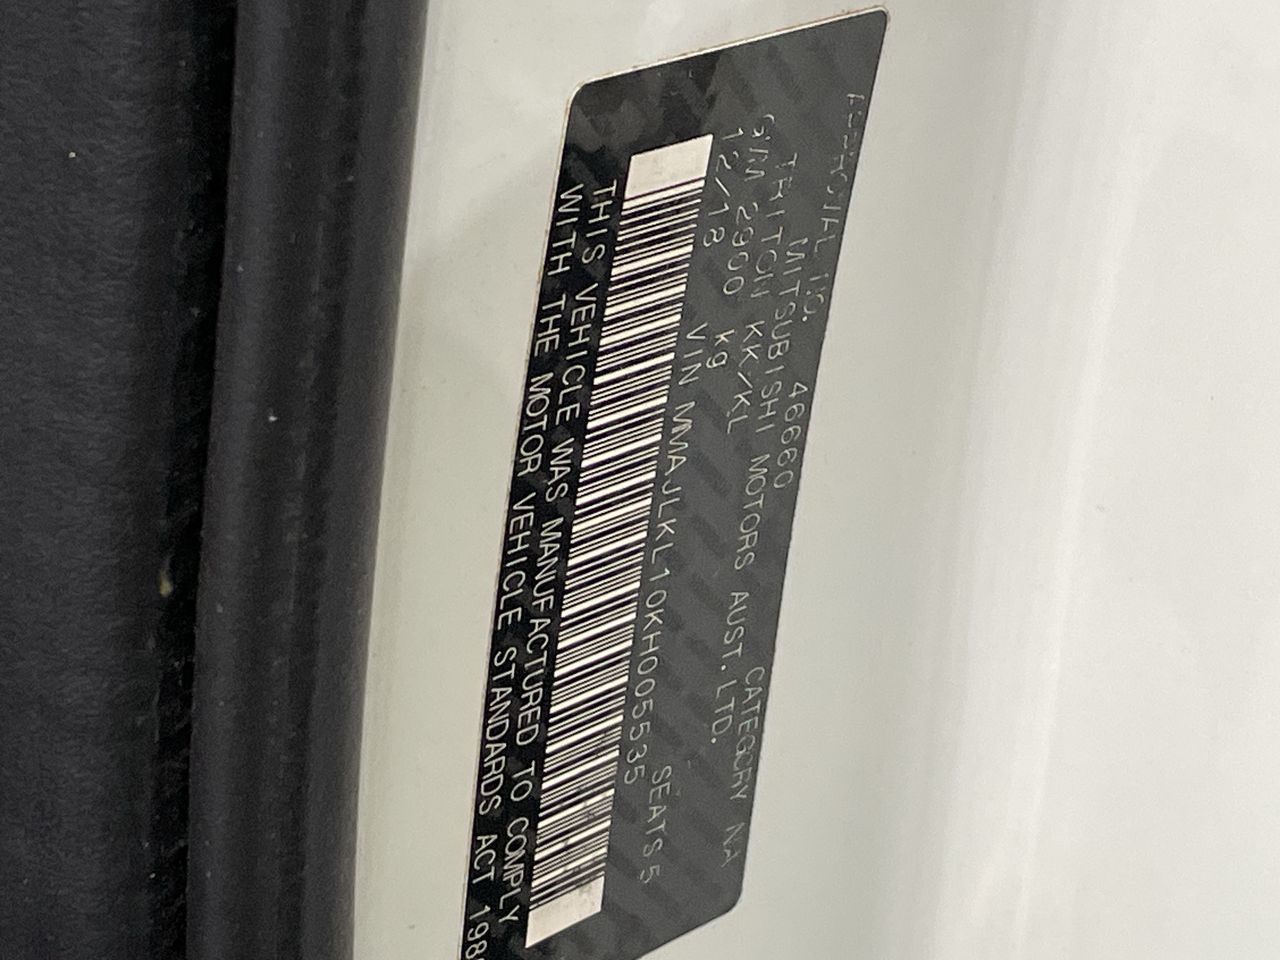 APPROVAL NO. 46660 CATEGORY NA
MITSUBISHI MOTORS AUST.LTD.
TRITON KK/KL
GVM 2900 kg SEATS 5
12/18 VIN MMAJLKL10KH005535
THIS VEHICLE WAS MANUFACTURED TO COMPLY
WITH THE MOTOR VEHICLE STANDARDS ACT